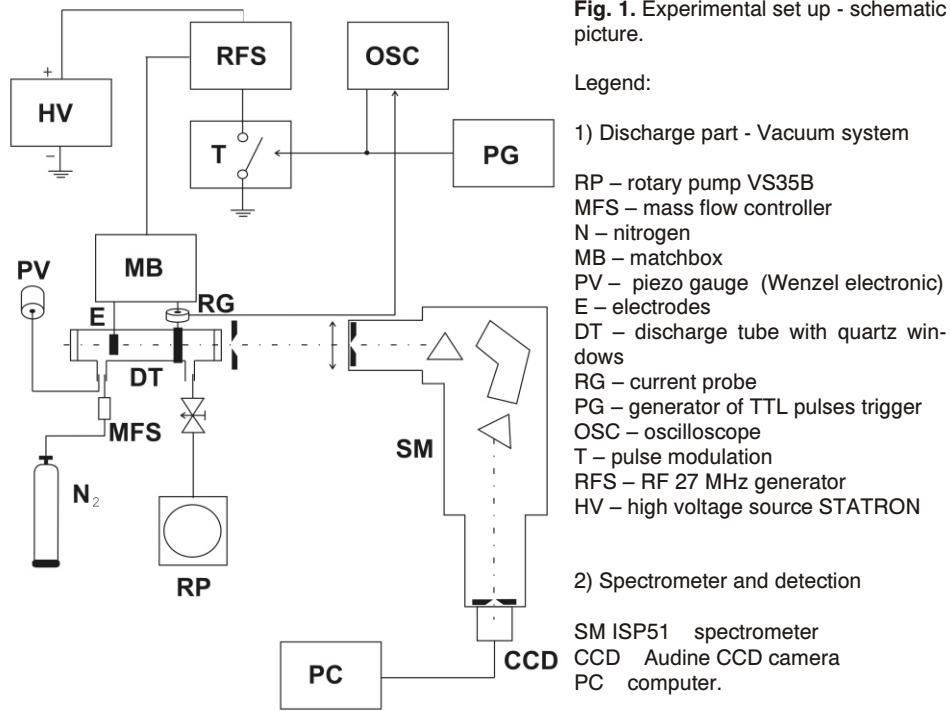 RFS
OSC
+
HV
T
PG
–
MB
PV
RG
E
DT
MFS
SM
N₂
RP
CCD
PC
Fig. 1. Experimental set up - schematic
picture.
Legend:
1) Discharge part - Vacuum system
RP – rotary pump VS35B
MFS – mass flow controller
N – nitrogen
MB – matchbox
PV – piezo gauge (Wenzel electronic)
E – electrodes
DT – discharge tube with quartz win-
dows
RG – current probe
PG – generator of TTL pulses trigger
OSC – oscilloscope
T – pulse modulation
RFS – RF 27 MHz generator
HV – high voltage source STATRON
2) Spectrometer and detection
SM ISP51 spectrometer
CCD Audine CCD camera
PC computer.